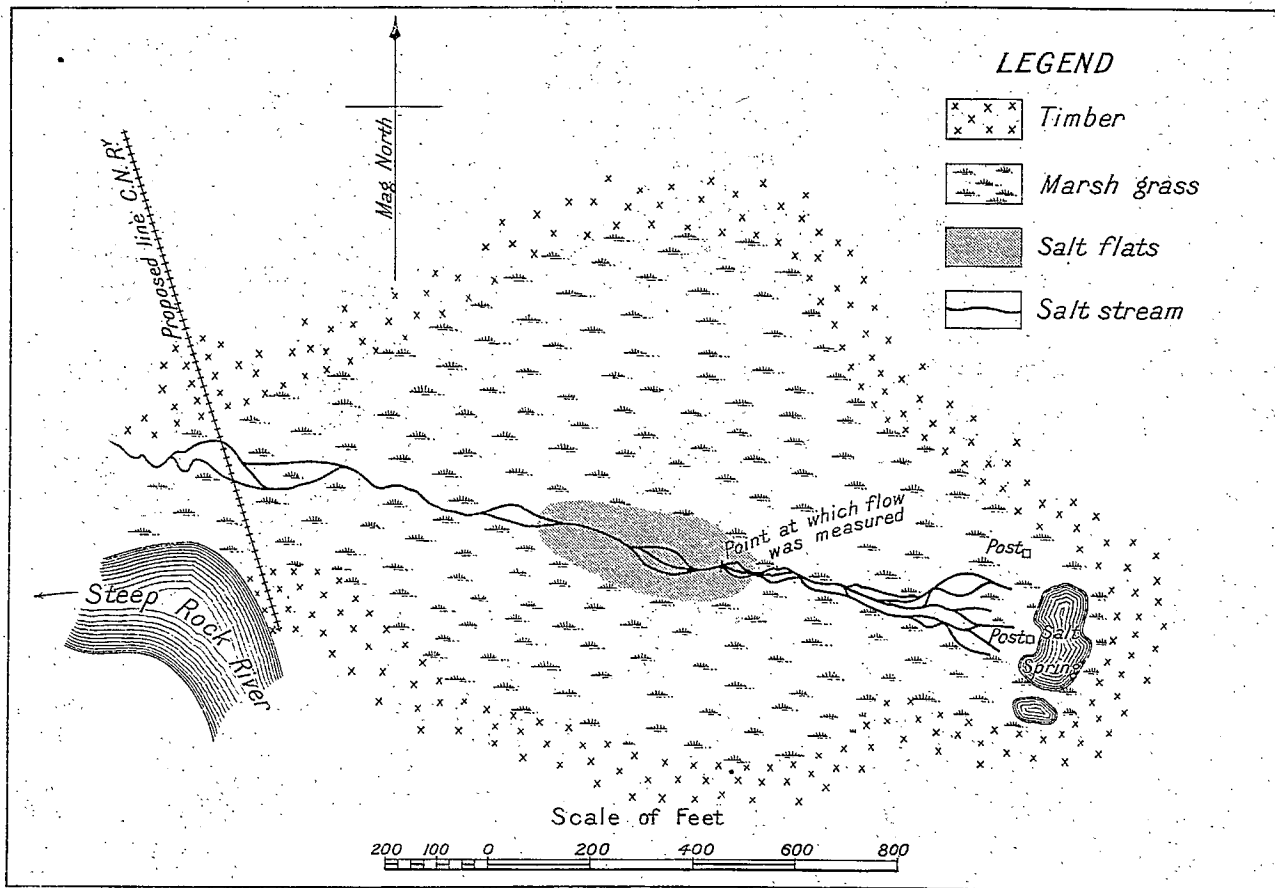 LEGEND
Timber
Marsh grass
Salt flats
Salt stream
Mag North
Proposed line C.N.RY.
Point at which flow
was measured
Post
Post
Salt
Spring
Steep Rock River
Scale of Feet
200 100 0 200 400 600 800